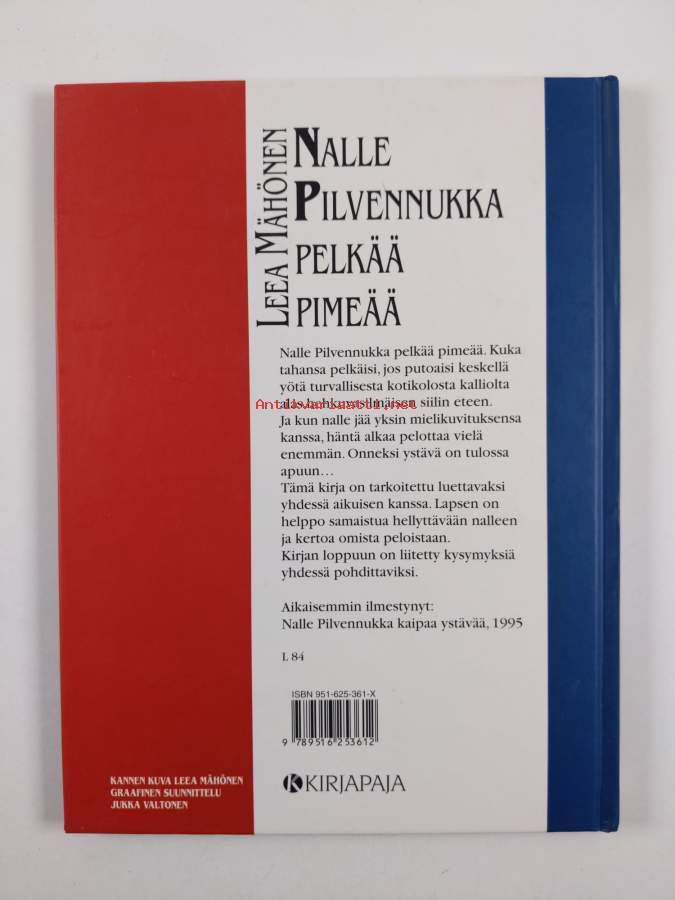 LEEA MÄHÖNEN
NALLE
PILVENNUKKA
PELKÄÄ
PIMEÄÄ
Nalle Pilvennukka pelkää pimeää. Kuka
tahansa pelkäisi, jos putoaisi keskellä
yötä turvallisesta kotikolosta kalliolta
alas siilin eteen.
Antikvariaatti.net
Ja kun nalle jää yksin mielikuvituksensa
kanssa, häntä alkaa pelottaa vielä
enemmän. Onneksi ystävä on tulossa
apuun...
Tämä kirja on tarkoitettu luettavaksi
yhdessä aikuisen kanssa. Lapsen on
helppo samaistua hellyttävään nalleen
ja kertoa omista peloistaan.
Kirjan loppuun on liitetty kysymyksiä
yhdessä pohdittaviksi.
Aikaisemmin ilmestynyt:
Nalle Pilvennukka kaipaa ystävää, 1995
L 84
ISBN 951-625-361-X
9 789516 253612
KIRJAPAJA
KANNEN KUVA LEEA MÄHÖNEN
GRAAFINEN SUUNNITTELU
JUKKA VALTONEN